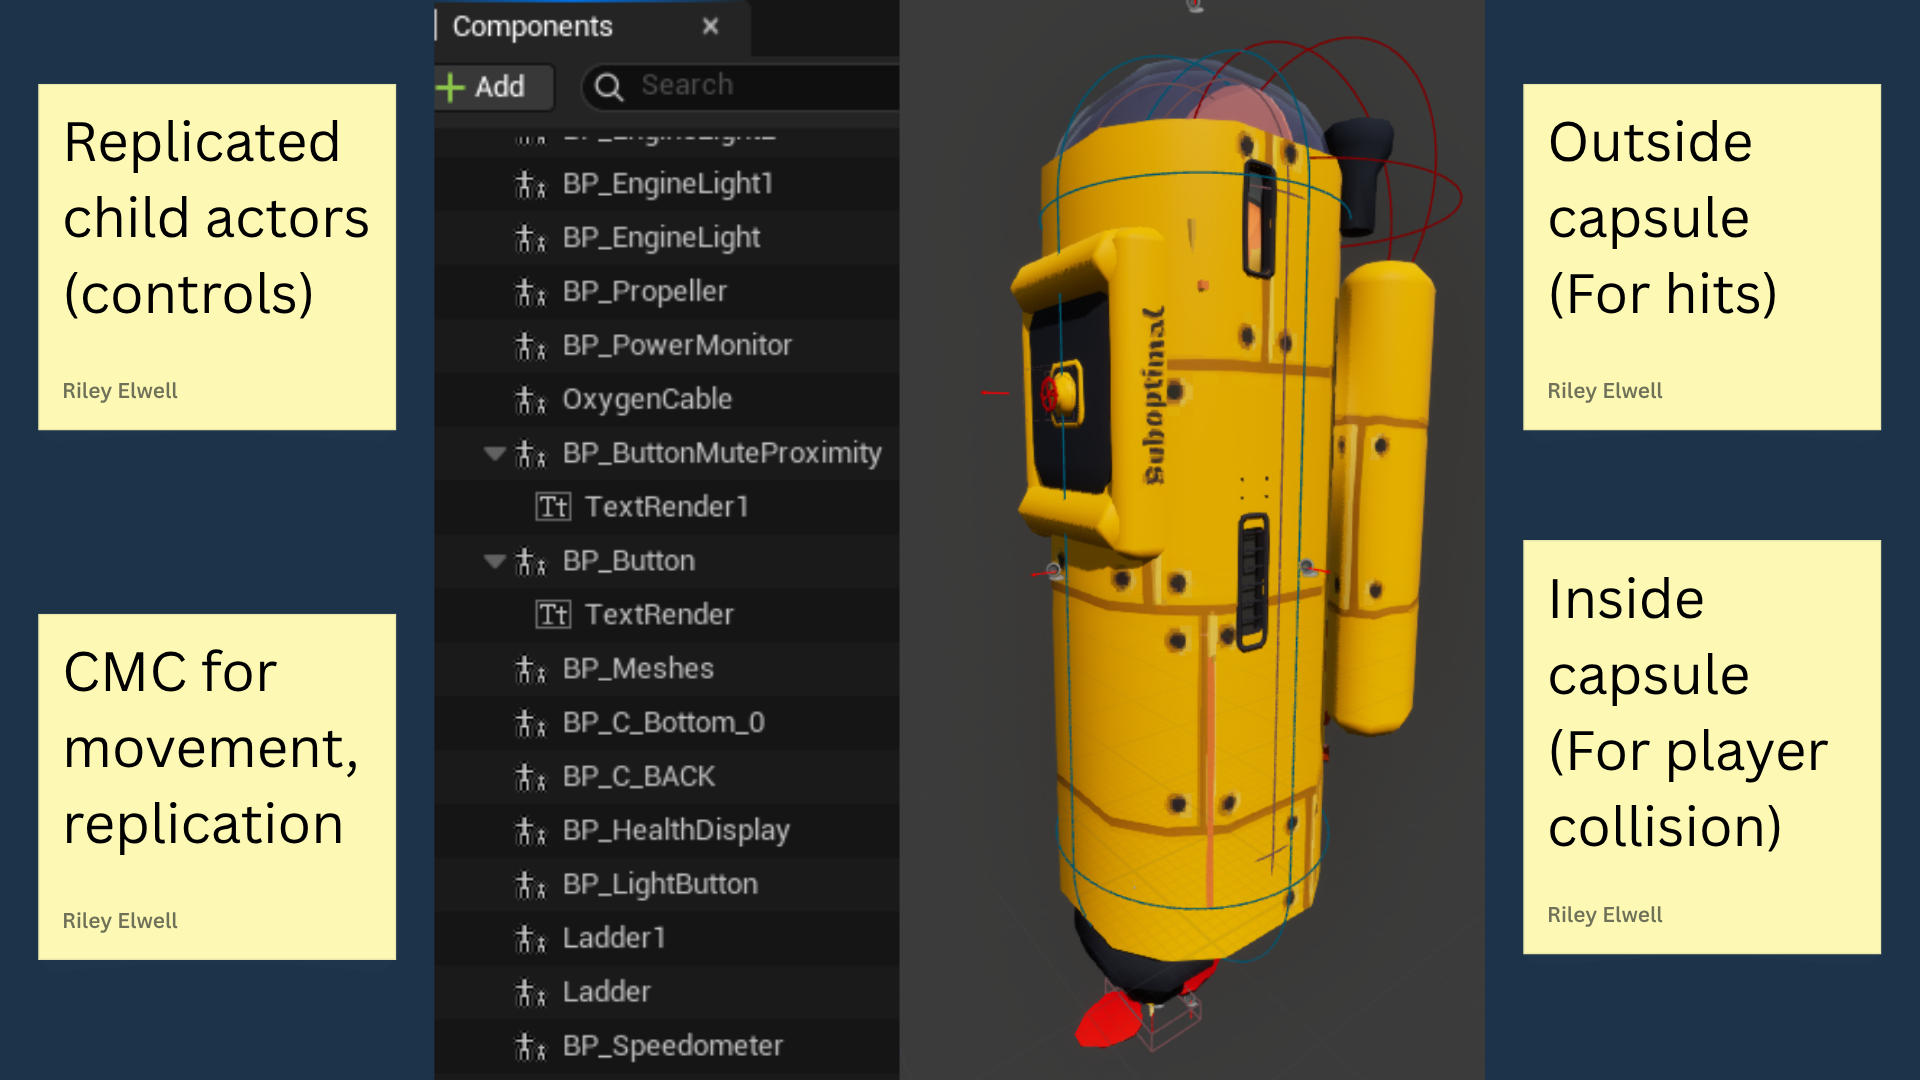 Replicated
child actors
(controls)
Riley Elwell
CMC for
movement,
replication
Riley Elwell
Components
Add
Search
BP_EngineLight1
BP_EngineLight
BP_Propeller
BP_PowerMonitor
OxygenCable
BP_ButtonMuteProximity
TextRender1
BP_Button
TextRender
BP_Meshes
BP_C_Bottom_0
BP_C_BACK
BP_HealthDisplay
BP_LightButton
Ladder1
Ladder
BP_Speedometer
Suboptimal
Outside
capsule
(For hits)
Riley Elwell
Inside
capsule
(For player
collision)
Riley Elwell